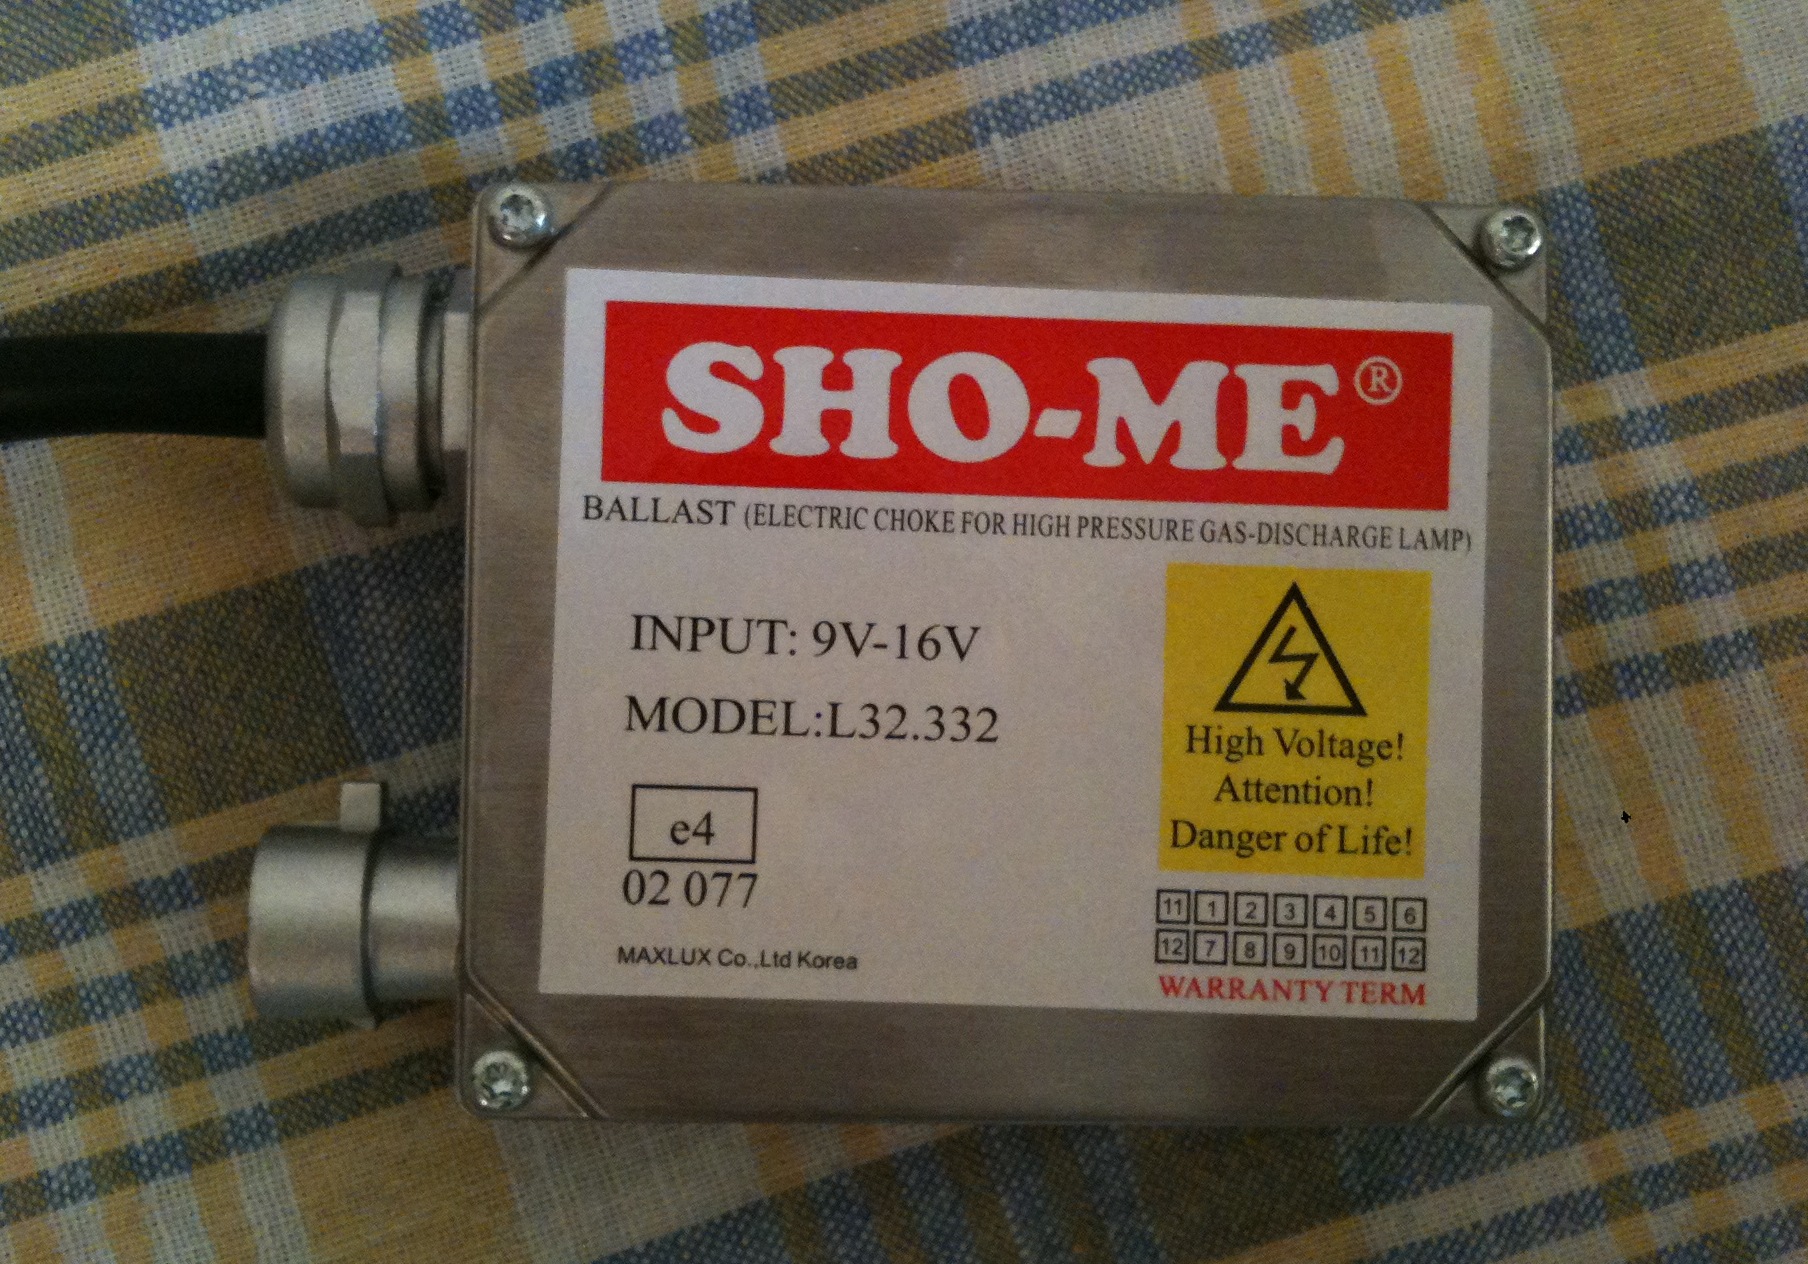 SHO-ME®
BALLAST (ELECTRIC CHOKE FOR HIGH PRESSURE GAS-DISCHARGE LAMP)
INPUT: 9V-16V
MODEL:L32.332
e4
02 077
MAXLUX Co.,Ltd Korea
High Voltage!
Attention!
Danger of Life!
11 1 2 3 4 5 6
12 7 8 9 10 11 12
WARRANTY TERM